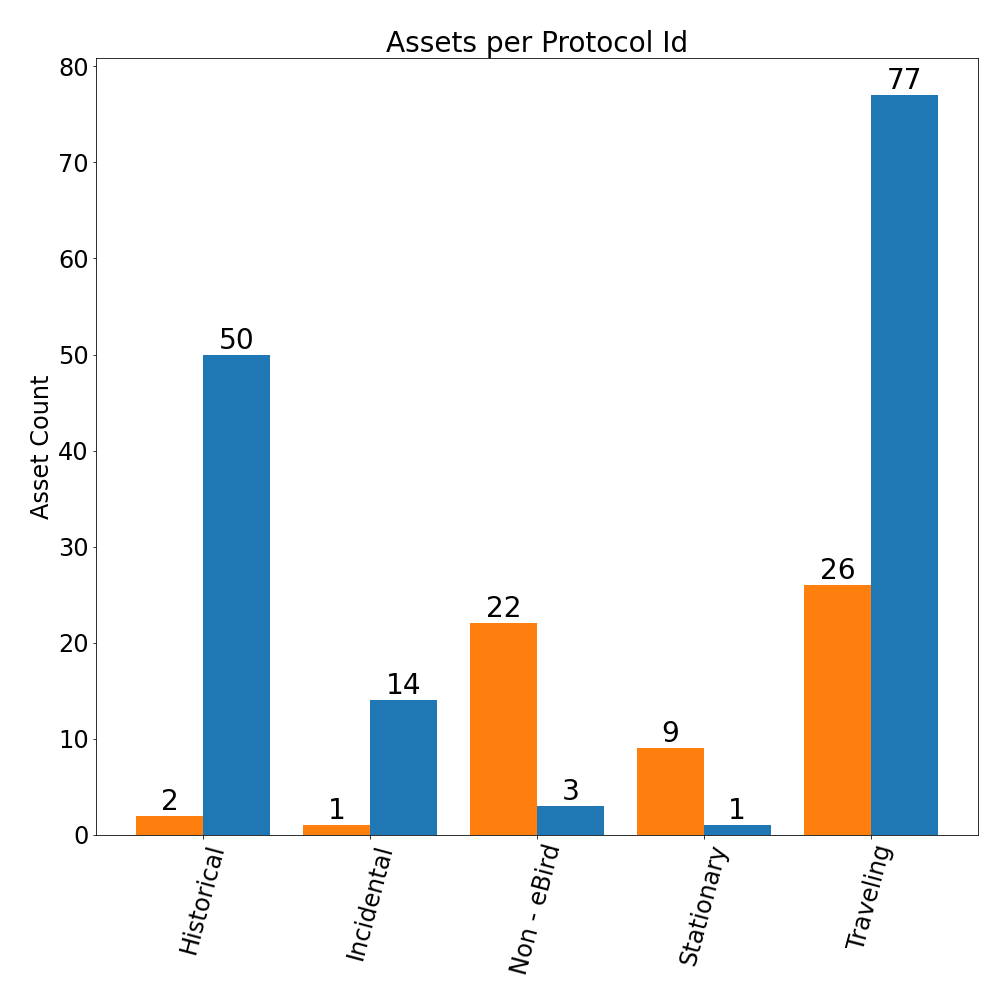 Assets per Protocol Id
Asset Count
80
70
60
50
40
30
20
10
0
2
50
1
14
22
3
9
1
26
77
Historical
Incidental
Non - eBird
Stationary
Traveling